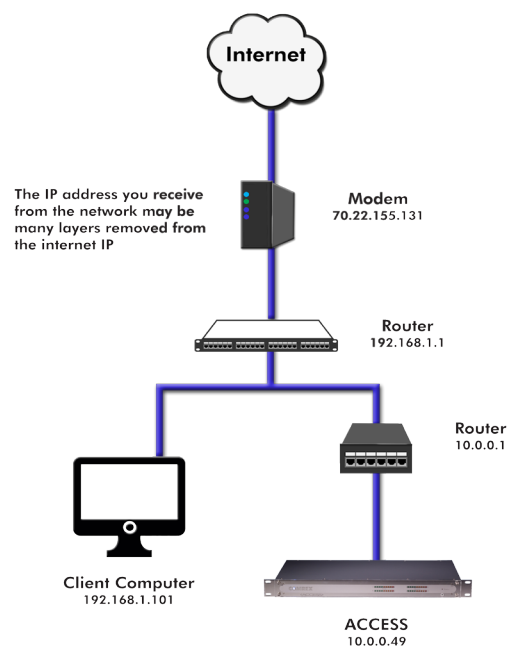 Internet
The IP address you receive
from the network may be
many layers removed from
the internet IP
Modem
70.22.155.131
Router
192.168.1.1
Router
10.0.0.1
Client Computer
192.168.1.101
ACCESS
10.0.0.49